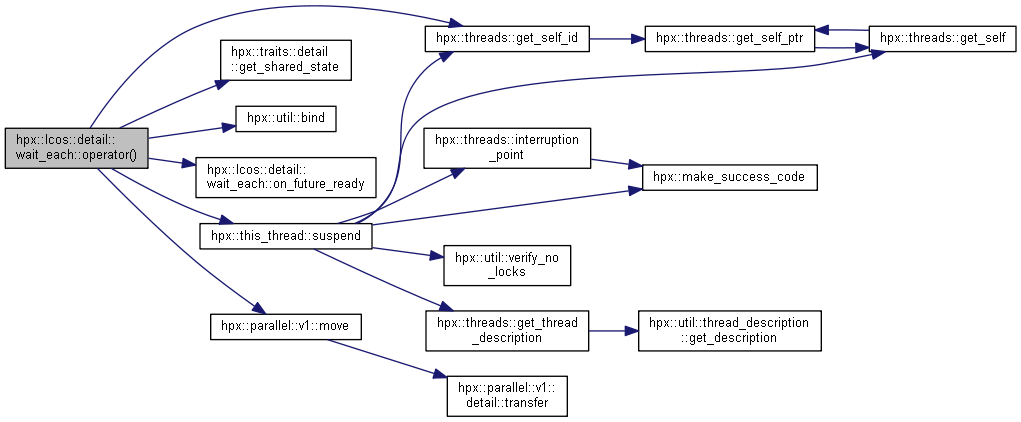 hpx::lcos::detail::
wait_each::operator()
hpx::traits::detail
::get_shared_state
hpx::util::bind
hpx::lcos::detail::
wait_each::on_future_ready
hpx::this_thread::suspend
hpx::parallel::v1::move
hpx::threads::get_self_id
hpx::threads::interruption
_point
hpx::util::verify_no
_locks
hpx::threads::get_thread
_description
hpx::parallel::v1::
detail::transfer
hpx::threads::get_self_ptr
hpx::make_success_code
hpx::util::thread_description
::get_description
hpx::threads::get_self